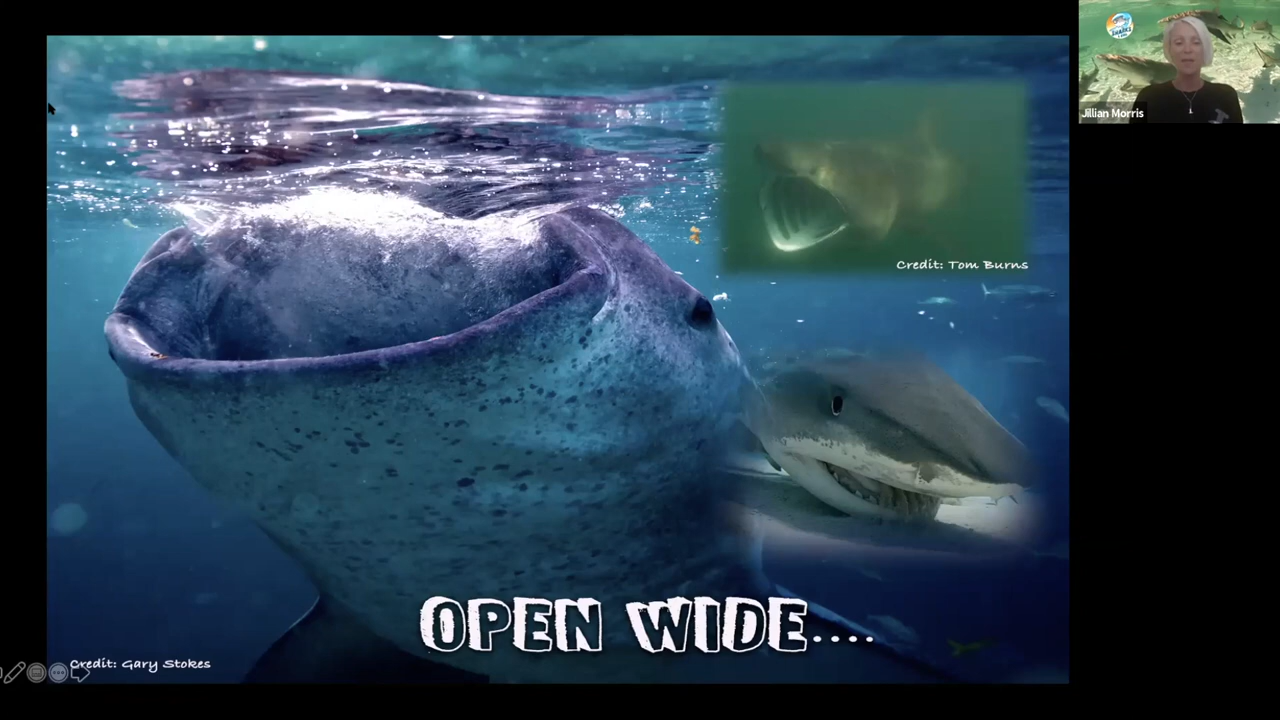 Jillian Morris
Credit: Tom Burns
OPEN WIDE....
Credit: Gary Stokes